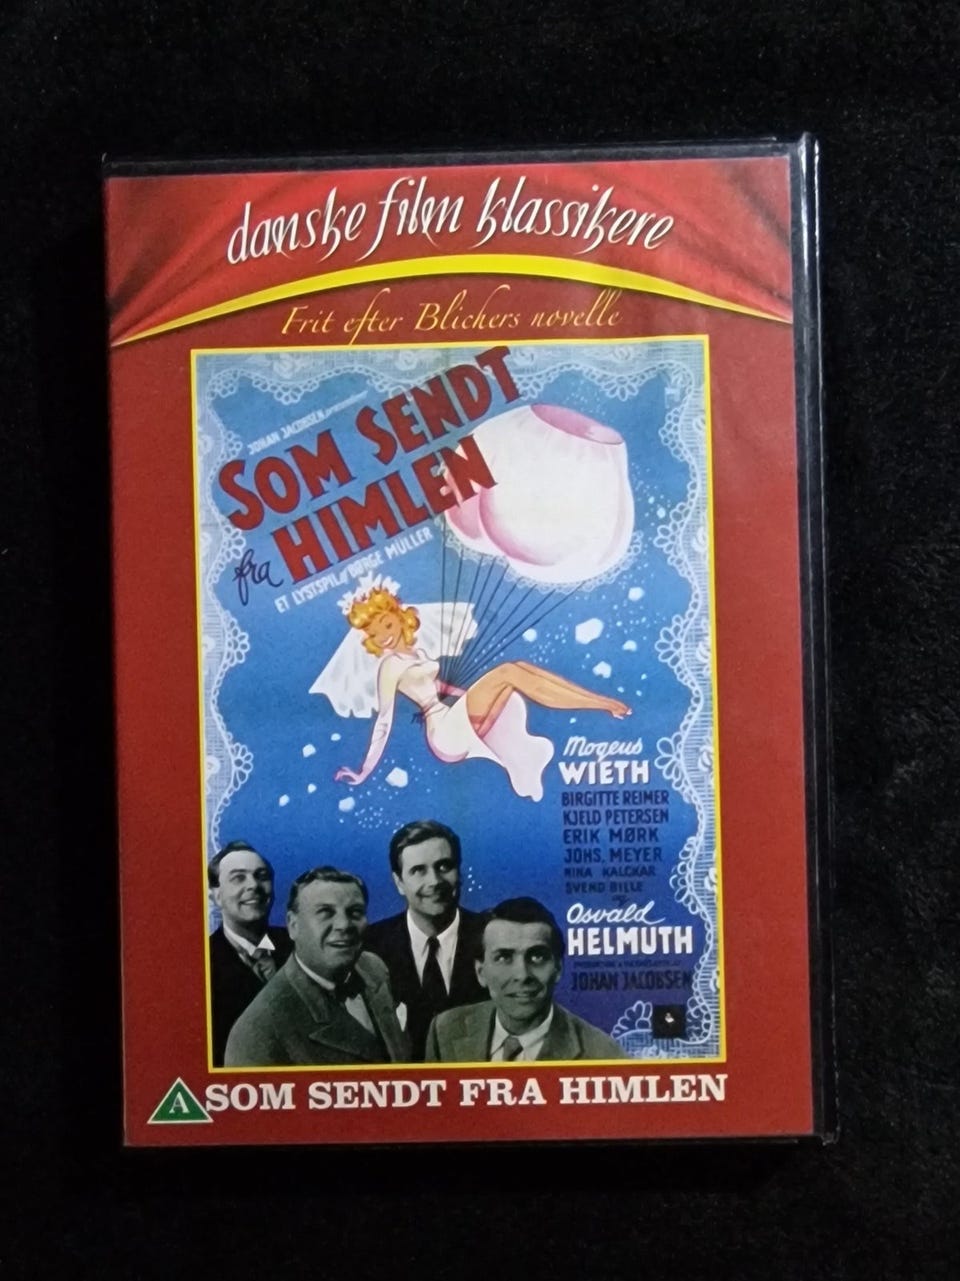 danske film klassikere
Frit efter Blichers novelle
JOHAN JACOBSEN præsenterer
SOM SENDT
fra HIMLEN
ET LYSTSPIL af BØRGE MÜLLER
Mogens
WIETH
BIRGITTE REIMER
KJELD PETERSEN
ERIK MØRK
JOHS. MEYER
NINA KALCKAR
SVEND BILLE
og
Osvald
HELMUTH
JOHAN JACOBSEN
A
SOM SENDT FRA HIMLEN